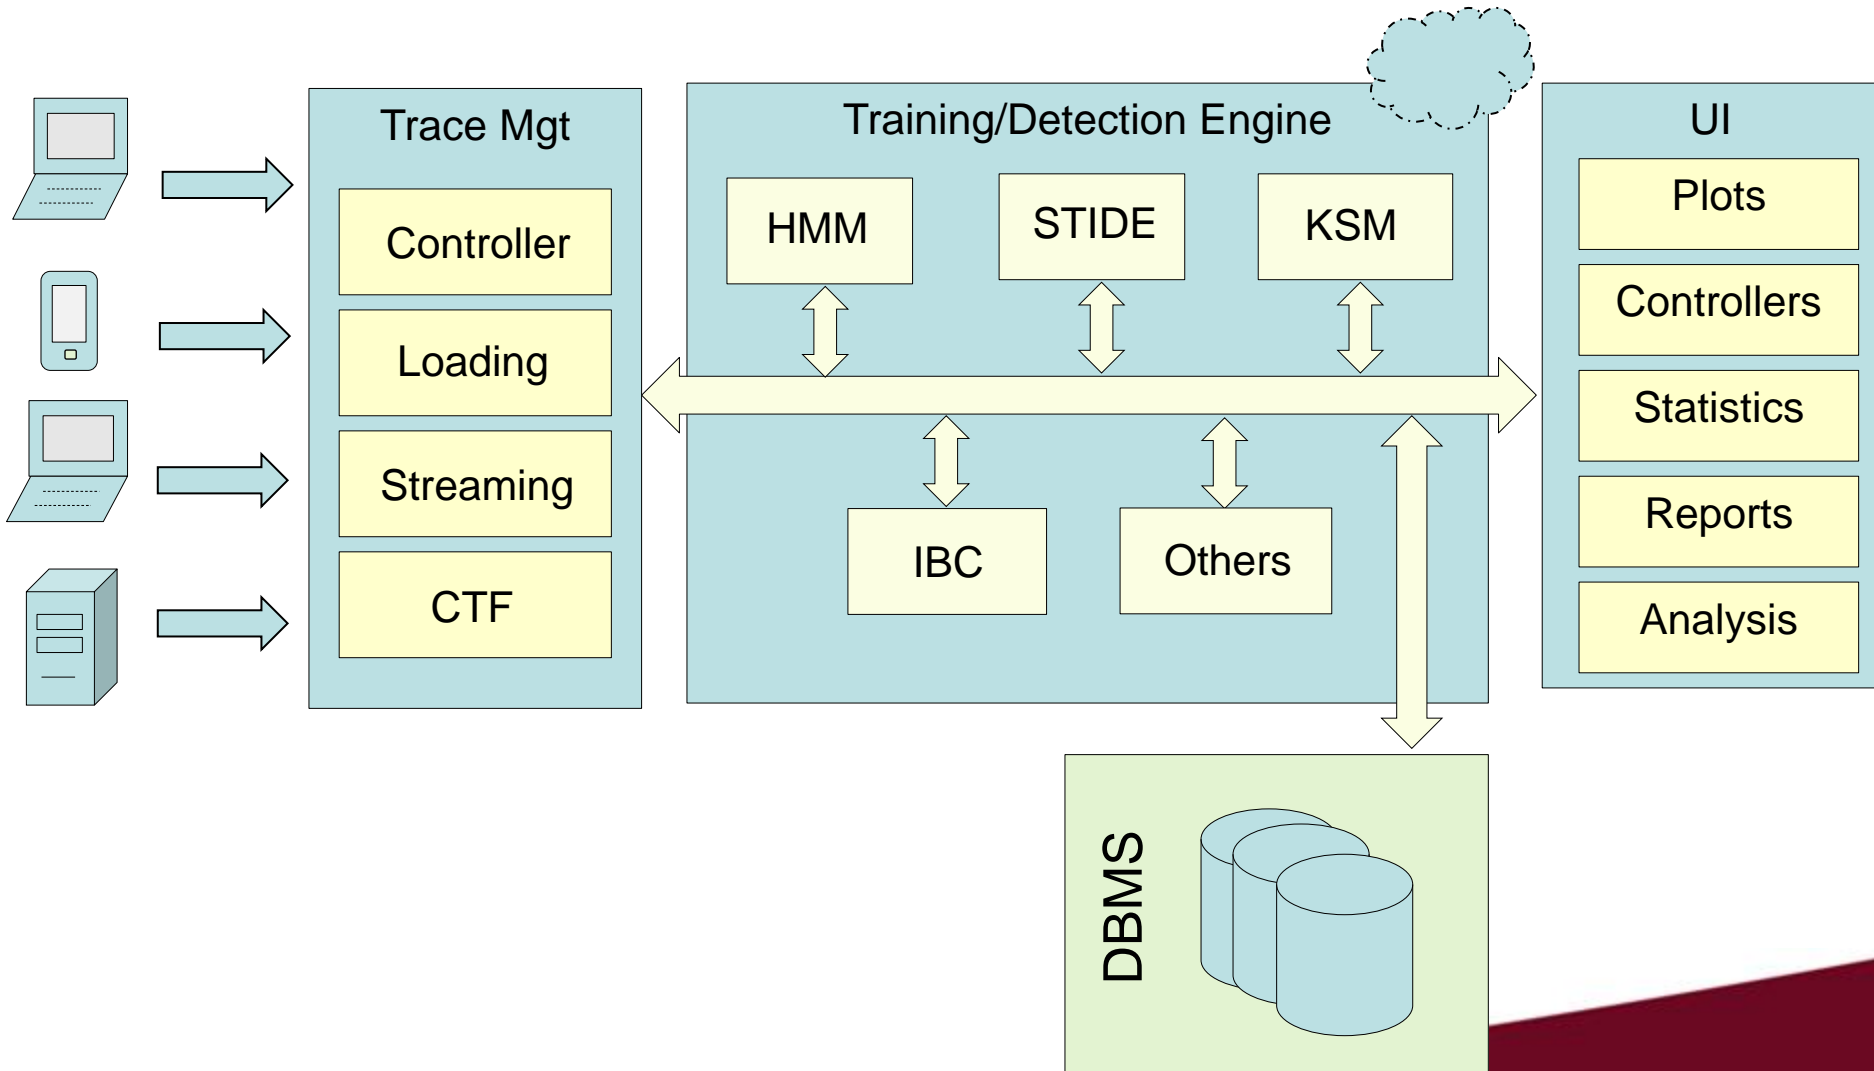 Trace Mgt
Controller
Loading
Streaming
CTF
Training/Detection Engine
HMM
STIDE
KSM
IBC
Others
UI
Plots
Controllers
Statistics
Reports
Analysis
DBMS